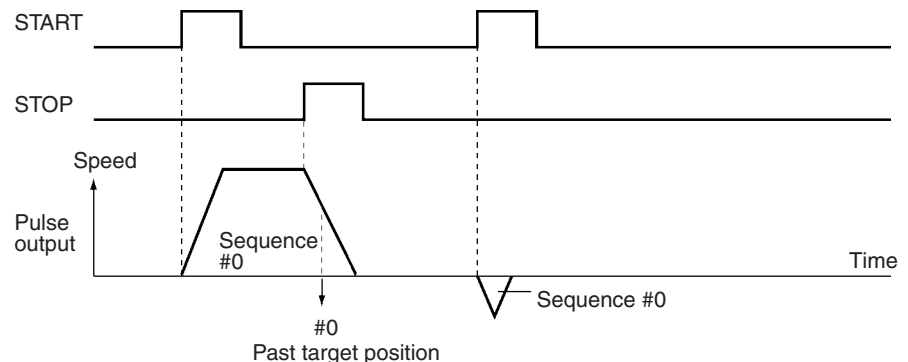 START
STOP
Speed
Pulse
output
Sequence
#0
Time
Sequence #0
#0
Past target position